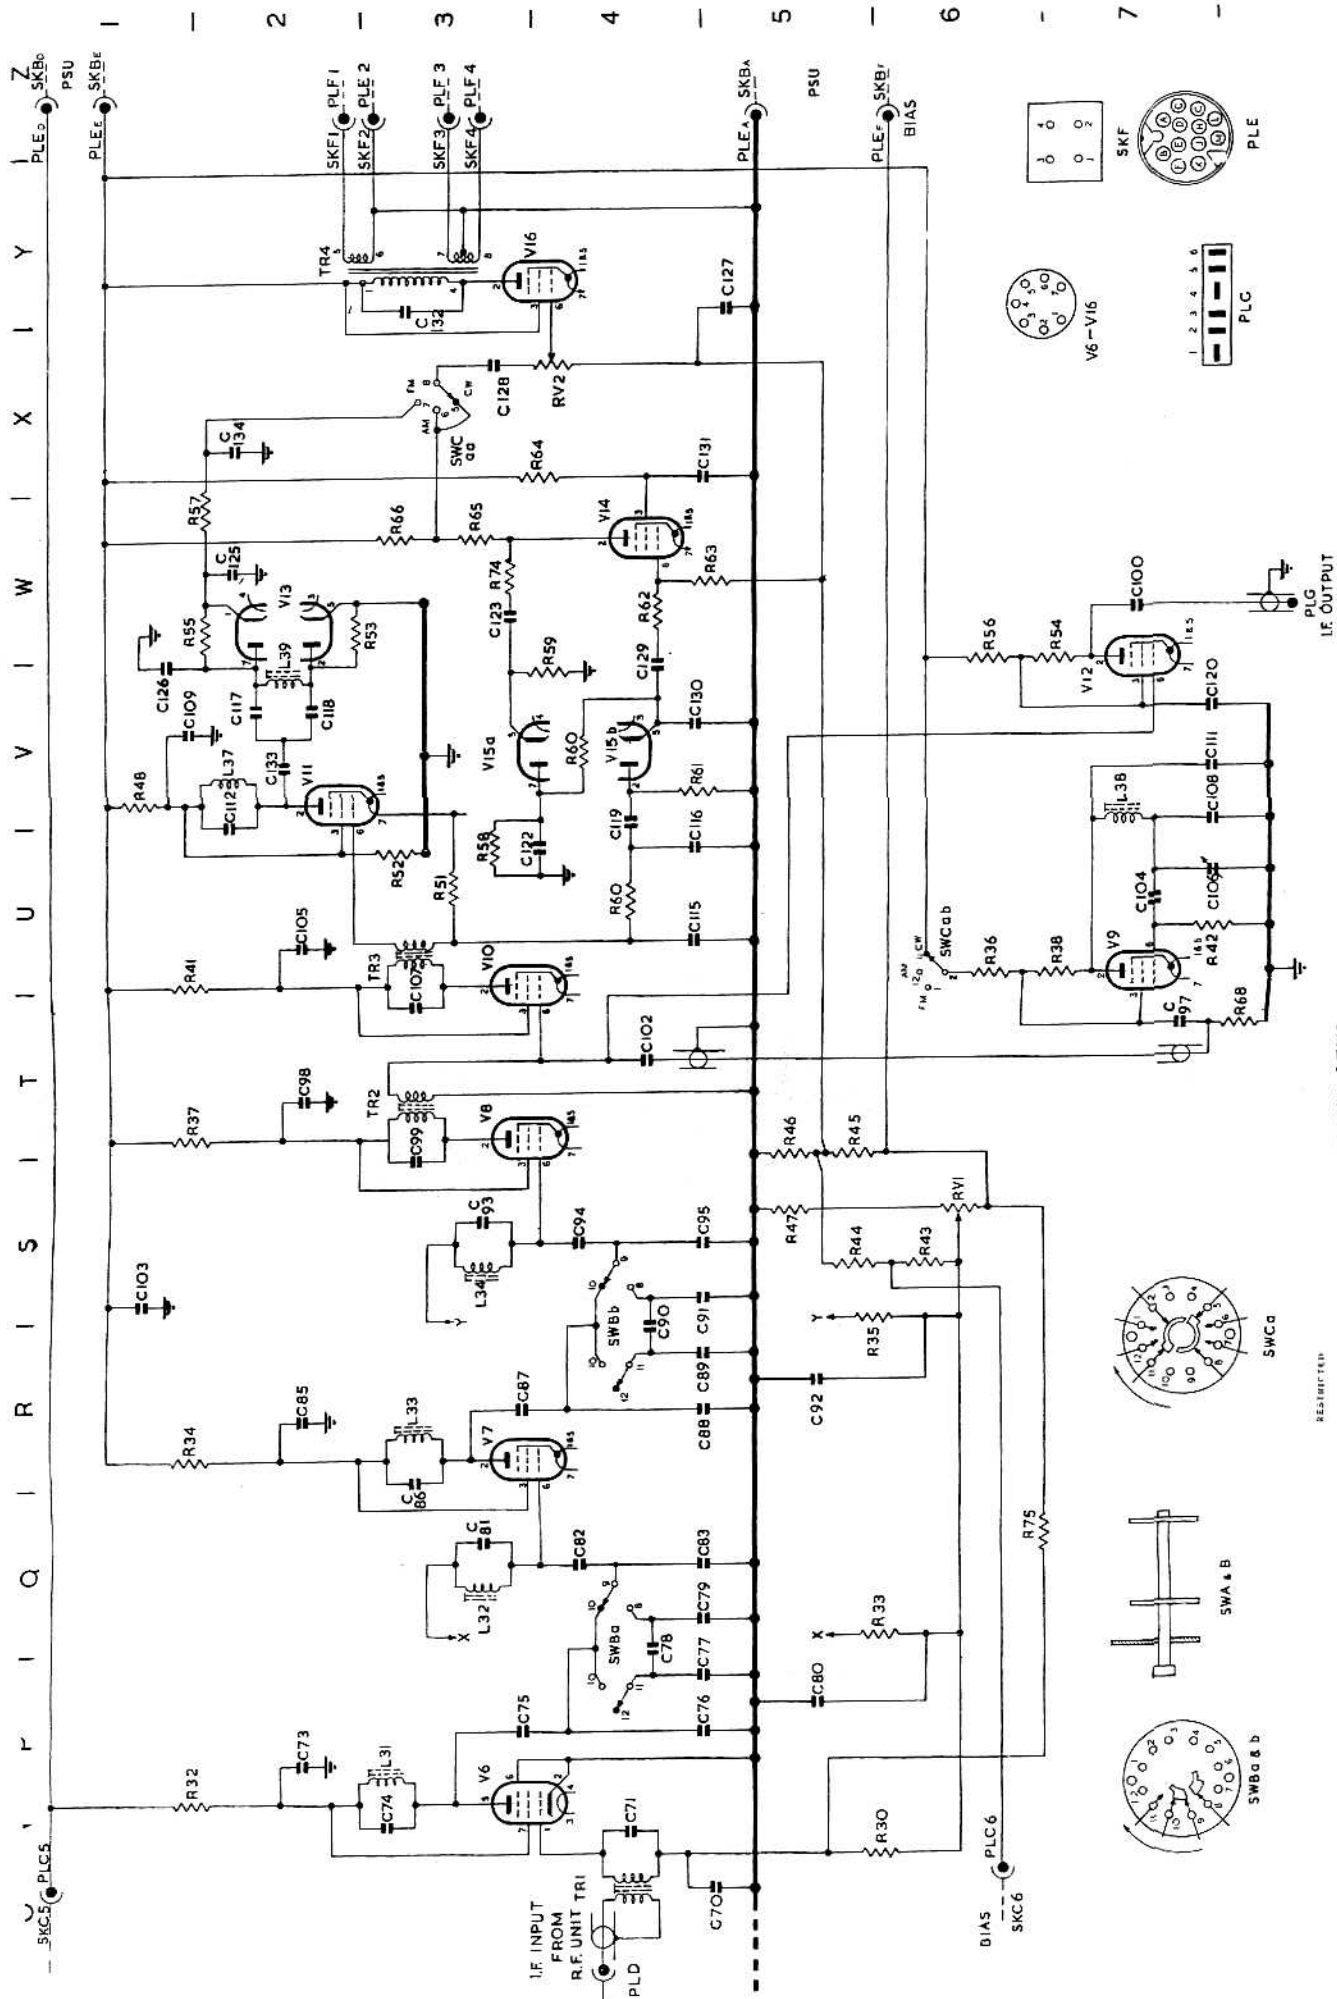 1 – 2 – 3 – 4 – 5 – 6 – 7 –
Z
Y
X
W
V
U
T
S
R
Q
P
SKC5 PLC5
PLED SKBD
PSU
PLEE SKBE
SKF1 PLF1
SKF2 PLE2
SKF3 PLF3
SKF4 PLF4
PLEA SKBA
PSU
PLEF SKBF
BIAS
TR4
C132
V16
C127
C128
RV2
SWC aa
FM
AM
CW
C134
R57
R64
C131
R66
R65
V14
R63
R74
C123
R62
C129
R59
C130
C125
V13
R55
R53
L39
C126
C109
C117
C118
C133
R48
L37
C112
V11
R52
R51
V15a
R60
V15b
R61
R58
C122
C119
C116
R60
C115
R41
C105
TR3
C107
V10
C102
R37
C98
TR2
C99
V8
C93
L34
Y
C94
C95
SWBb
C90
C91
C89
C88
C103
R34
C85
L33
C86
V7
C87
C81
L32
X
C82
C83
SWBa
C78
C79
C77
C76
C75
R32
C73
L31
C74
V6
C71
I.F. INPUT
FROM
R.F. UNIT TR1
PLD
C70
R30
BIAS PLC6
SKC6
C80
X
R33
R75
C92
Y
R35
R44
R43
R47
RV1
R46
R45
FM
AM
CW
SWCab
R36
R38
V9
C97
R68
R42
C104
C106
L38
C108
C111
V12
C120
R56
R54
C100
PLG
I.F. OUTPUT
SWBa & b
SWA & B
SWCa
V6–V16
PLG
SKF
PLE
RESTRICTED